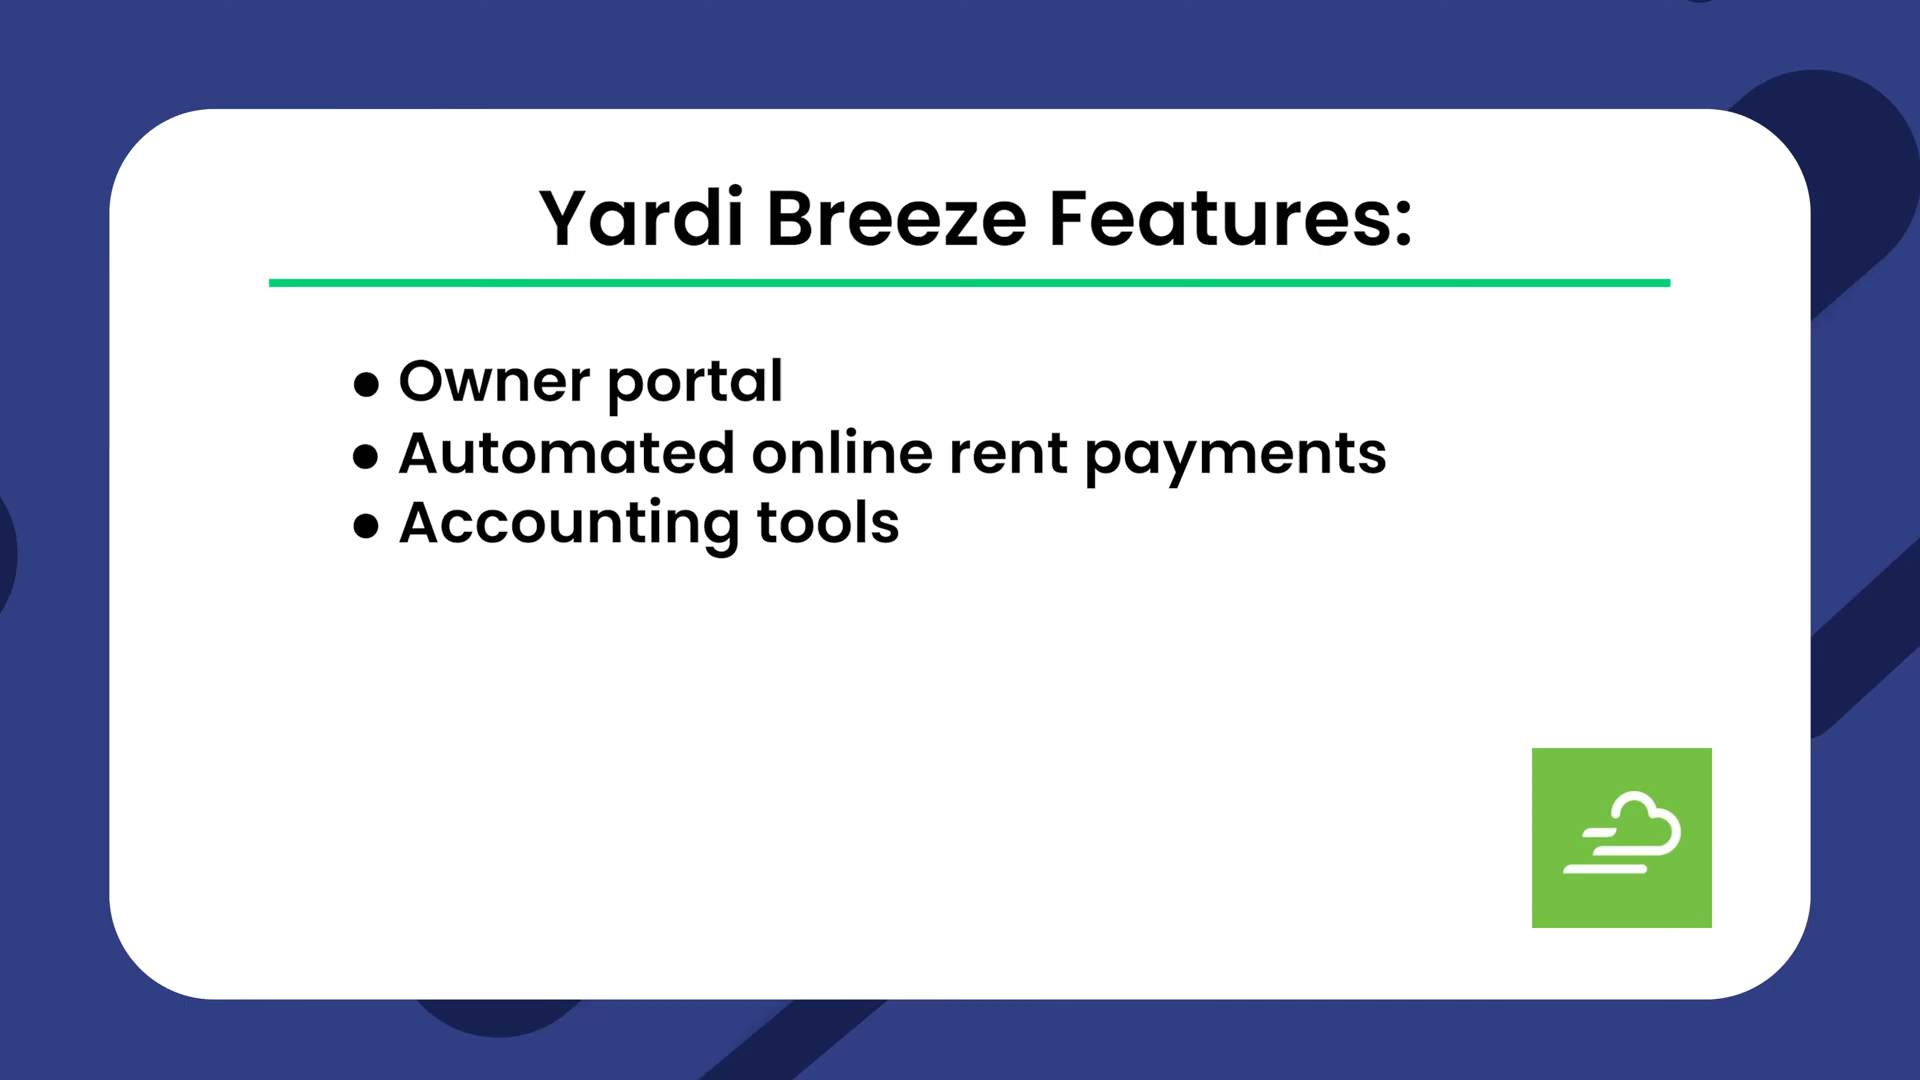 Yardi Breeze Features:
● Owner portal
● Automated online rent payments
● Accounting tools